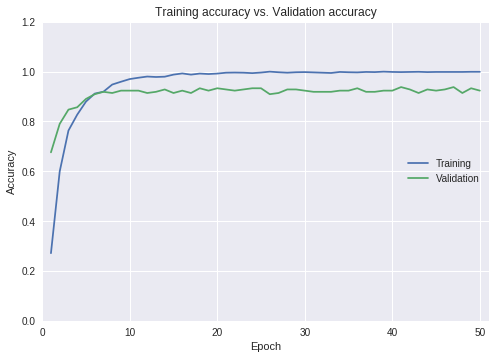 Training accuracy vs. Validation accuracy
1.2
1.0
0.8
0.6
0.4
0.2
0.0
Accuracy
Training
Validation
0 10 20 30 40 50
Epoch